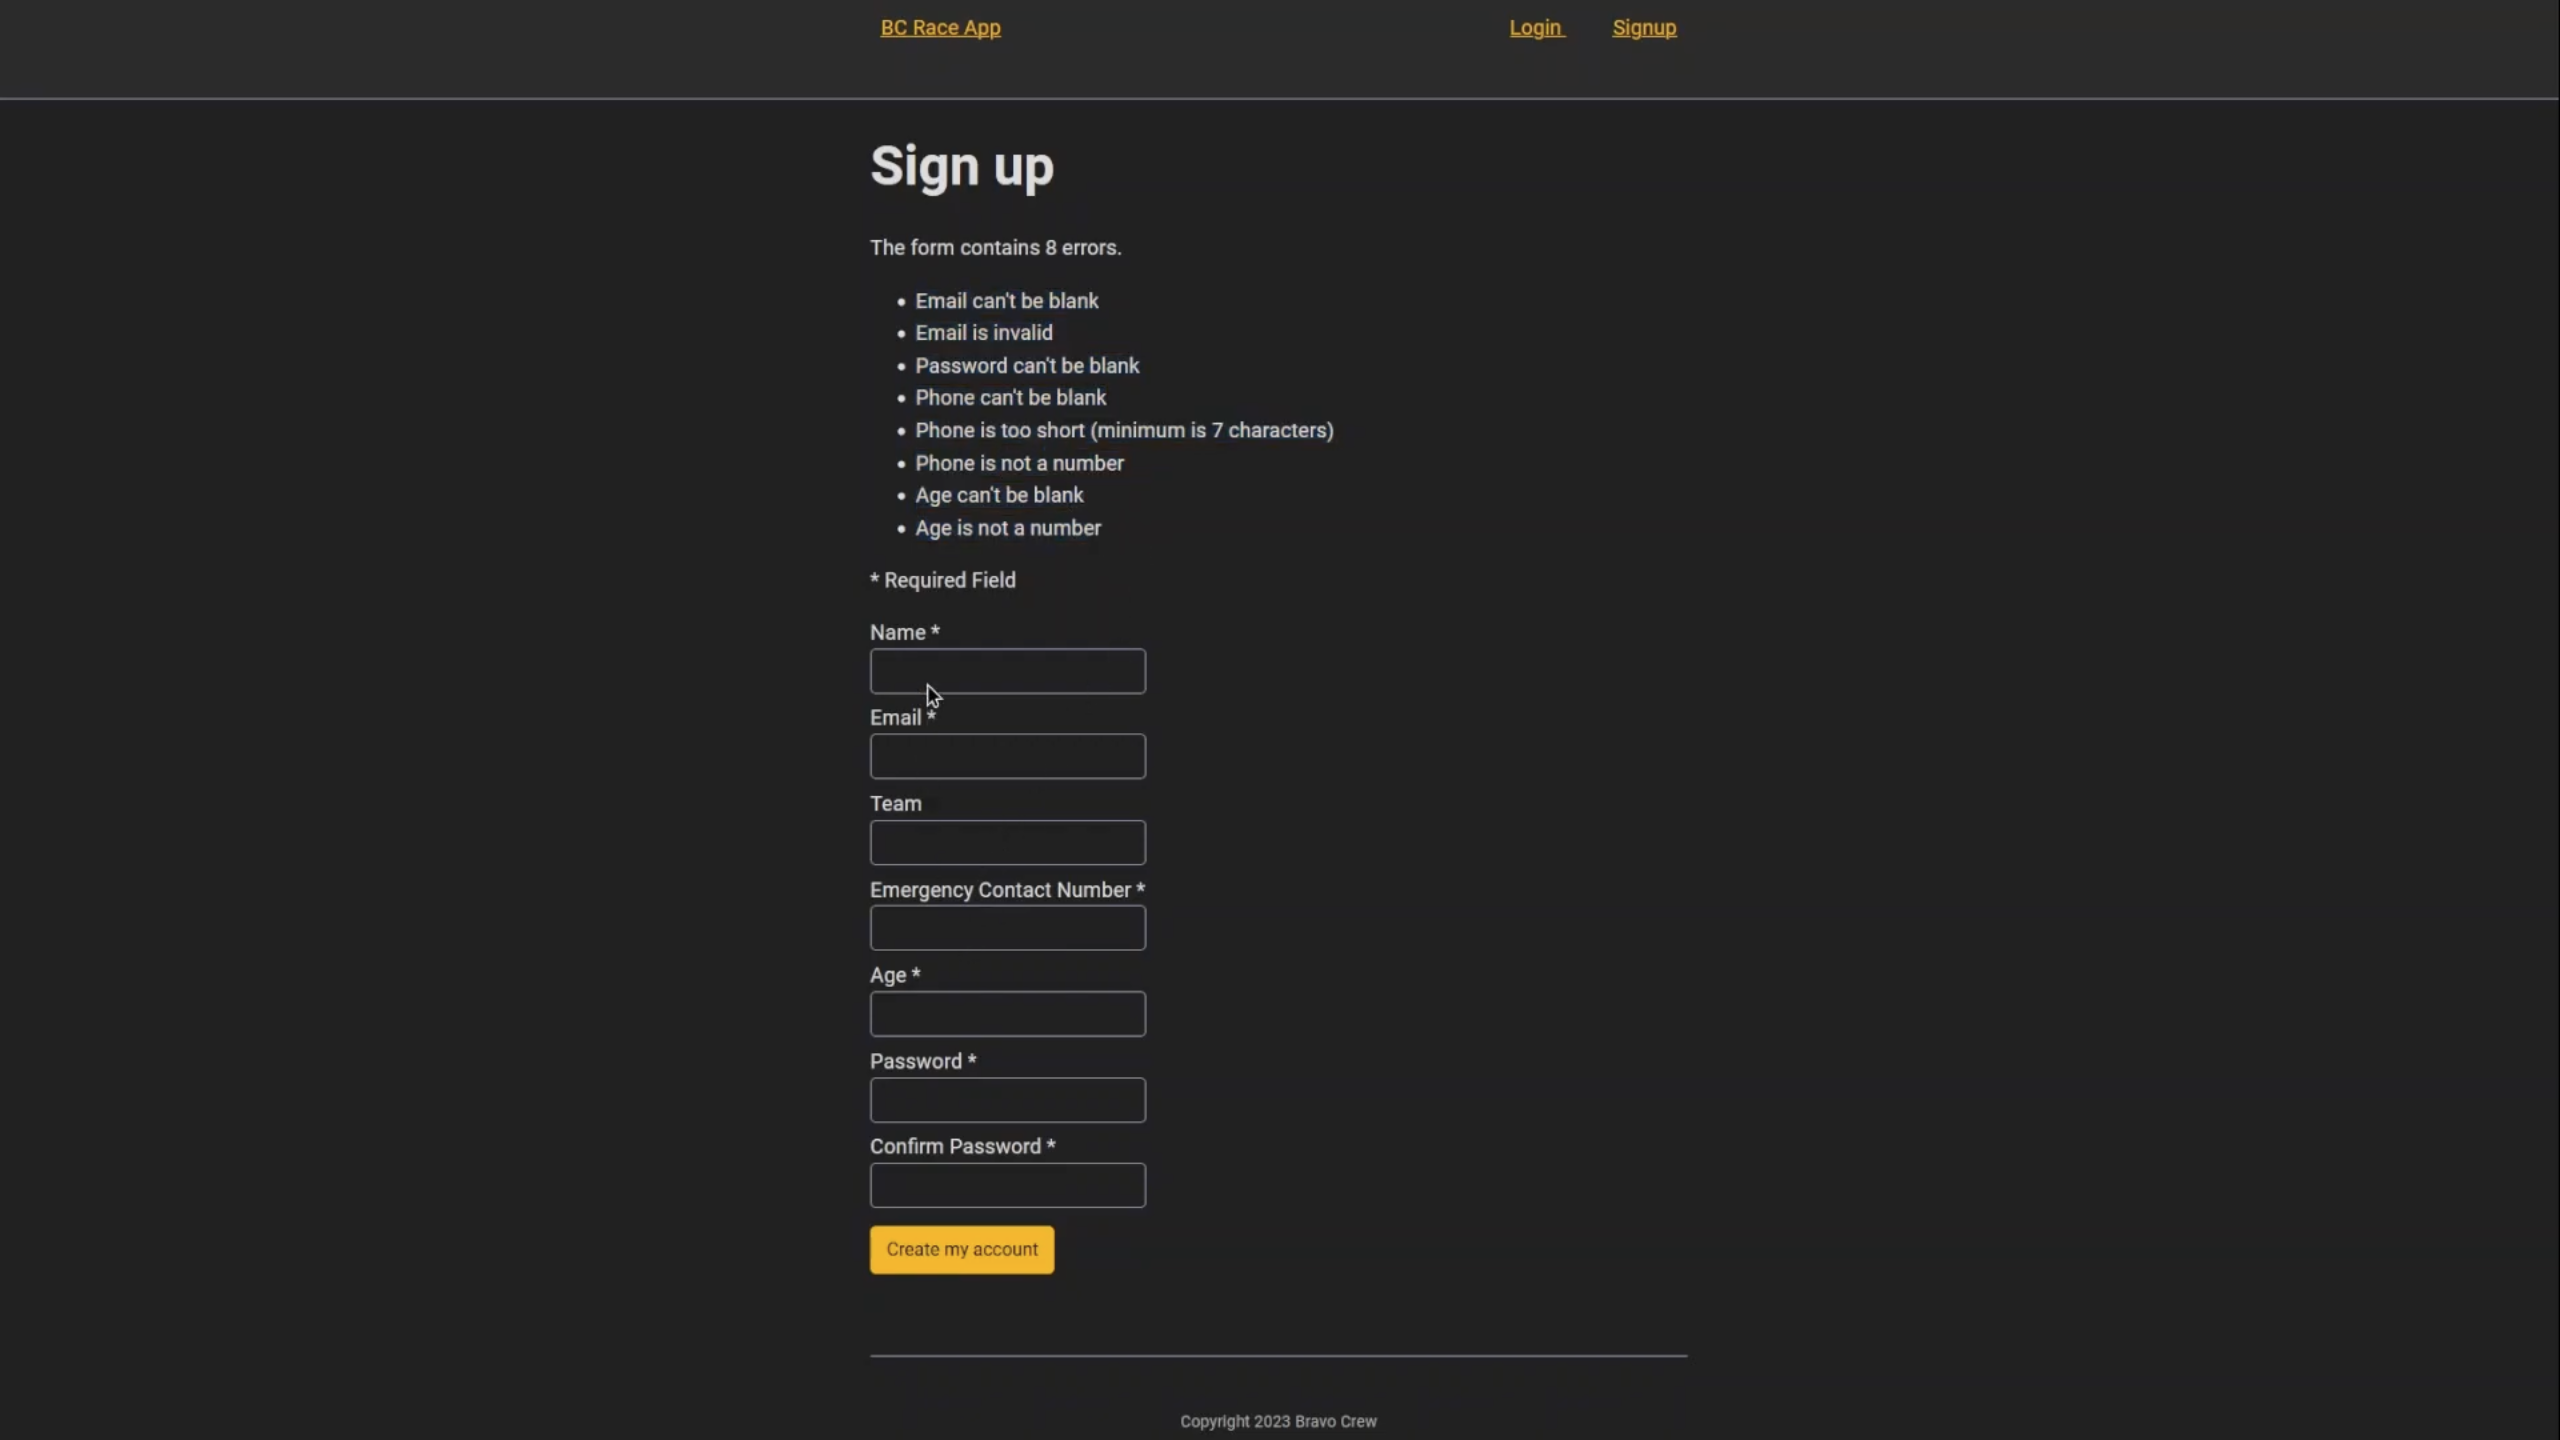 BC Race App
Login
Signup
Sign up
The form contains 8 errors.
Email can't be blank
Email is invalid
Password can't be blank
Phone can't be blank
Phone is too short (minimum is 7 characters)
Phone is not a number
Age can't be blank
Age is not a number
* Required Field
Name *
Email *
Team
Emergency Contact Number *
Age *
Password *
Confirm Password *
Create my account
Copyright 2023 Bravo Crew